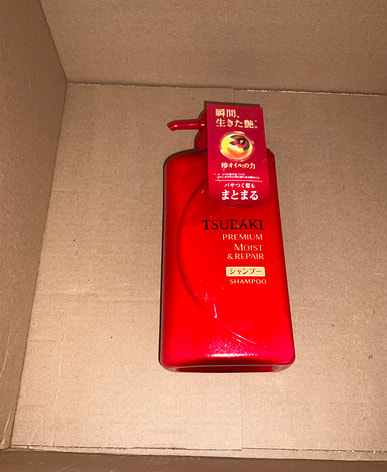 瞬間、
生きた艶。
椿オイルの力
パサつく髪も
まとまる
TSUBAKI
PREMIUM
MOIST
& REPAIR
シャンプー
SHAMPOO